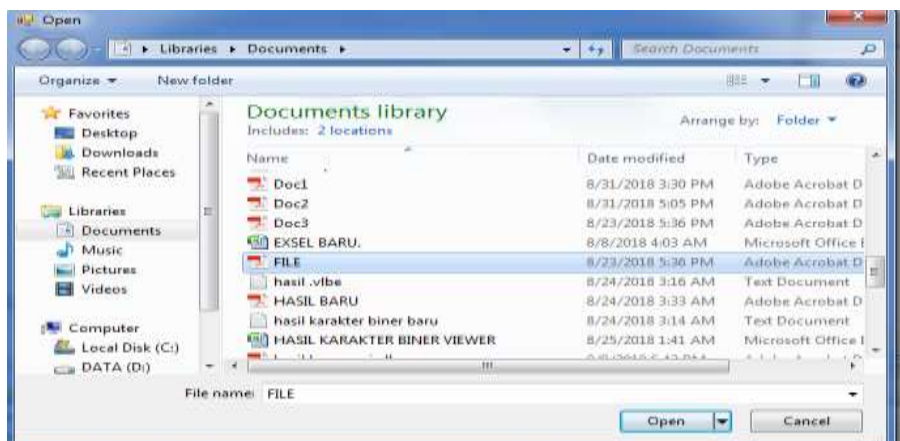 Open
Libraries ▸ Documents ▸
Search Documents
Organize ▾ New folder
Favorites
Desktop
Downloads
Recent Places
Libraries
Documents
Music
Pictures
Videos
Computer
Local Disk (C:)
DATA (D:)
Documents library
Includes: 2 locations
Arrange by: Folder ▾
Name Date modified Type
Doc1 8/31/2018 3:30 PM Adobe Acrobat D
Doc2 8/31/2018 5:05 PM Adobe Acrobat D
Doc3 8/23/2018 5:36 PM Adobe Acrobat D
EXSEL BARU. 8/8/2018 4:03 AM Microsoft Office
FILE 8/23/2018 5:36 PM Adobe Acrobat D
hasil .vlbe 8/24/2018 3:16 AM Text Document
HASIL BARU 8/24/2018 3:33 AM Adobe Acrobat D
hasil karakter biner baru 8/24/2018 3:14 AM Text Document
HASIL KARAKTER BINER VIEWER 8/25/2018 1:41 AM Microsoft Office
File name: FILE
Open Cancel